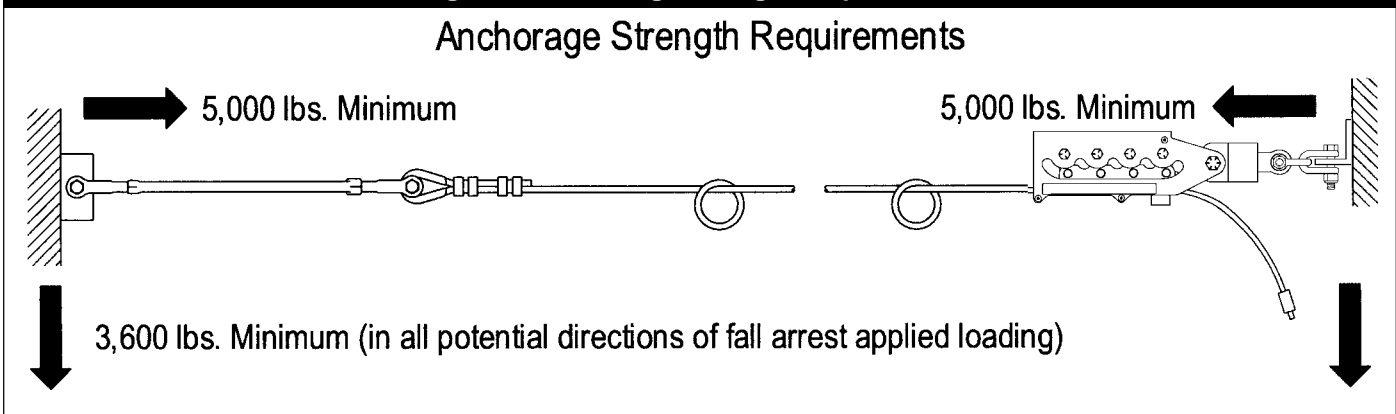 Anchorage Strength Requirements
5,000 lbs. Minimum
5,000 lbs. Minimum
3,600 lbs. Minimum (in all potential directions of fall arrest applied loading)